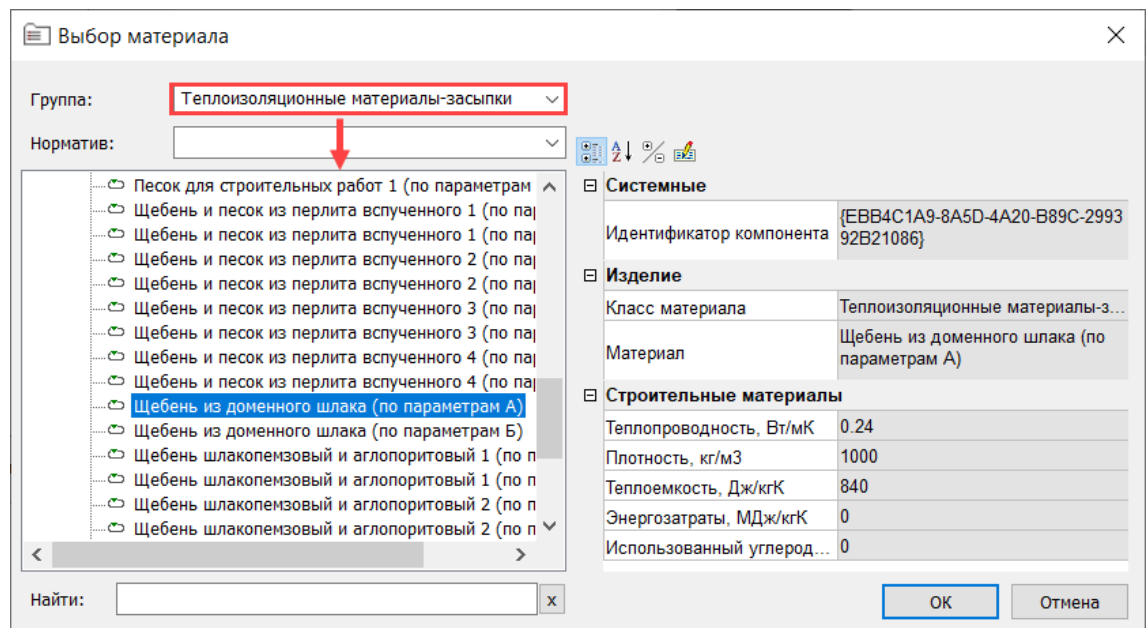 Выбор материала
Группа:
Теплоизоляционные материалы-засыпки
Норматив:
Песок для строительных работ 1 (по параметрам
Щебень и песок из перлита вспученного 1 (по пар
Щебень и песок из перлита вспученного 1 (по пар
Щебень и песок из перлита вспученного 2 (по пар
Щебень и песок из перлита вспученного 2 (по пар
Щебень и песок из перлита вспученного 3 (по пар
Щебень и песок из перлита вспученного 3 (по пар
Щебень и песок из перлита вспученного 4 (по пар
Щебень и песок из перлита вспученного 4 (по пар
Щебень из доменного шлака (по параметрам А)
Щебень из доменного шлака (по параметрам Б)
Щебень шлакопемзовый и аглопоритовый 1 (по п
Щебень шлакопемзовый и аглопоритовый 1 (по п
Щебень шлакопемзовый и аглопоритовый 2 (по п
Щебень шлакопемзовый и аглопоритовый 2 (по п
Найти:
x
Системные
Идентификатор компонента
{EBB4C1A9-8A5D-4A20-B89C-2993
92B21086}
Изделие
Класс материала
Теплоизоляционные материалы-з...
Материал
Щебень из доменного шлака (по
параметрам А)
Строительные материалы
Теплопроводность, Вт/мК
0.24
Плотность, кг/м3
1000
Теплоемкость, Дж/кгК
840
Энергозатраты, МДж/кгК
0
Использованный углерод...
0
ОК
Отмена